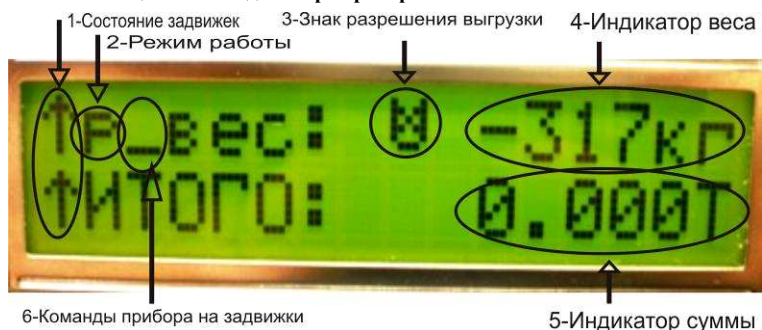 1-Состояние задвижек
3-Знак разрешения выгрузки
4-Индикатор веса
2-Режим работы
↑Р_вес: -317кг
↑ИТОГО: 0.000Т
6-Команды прибора на задвижки
5-Индикатор суммы